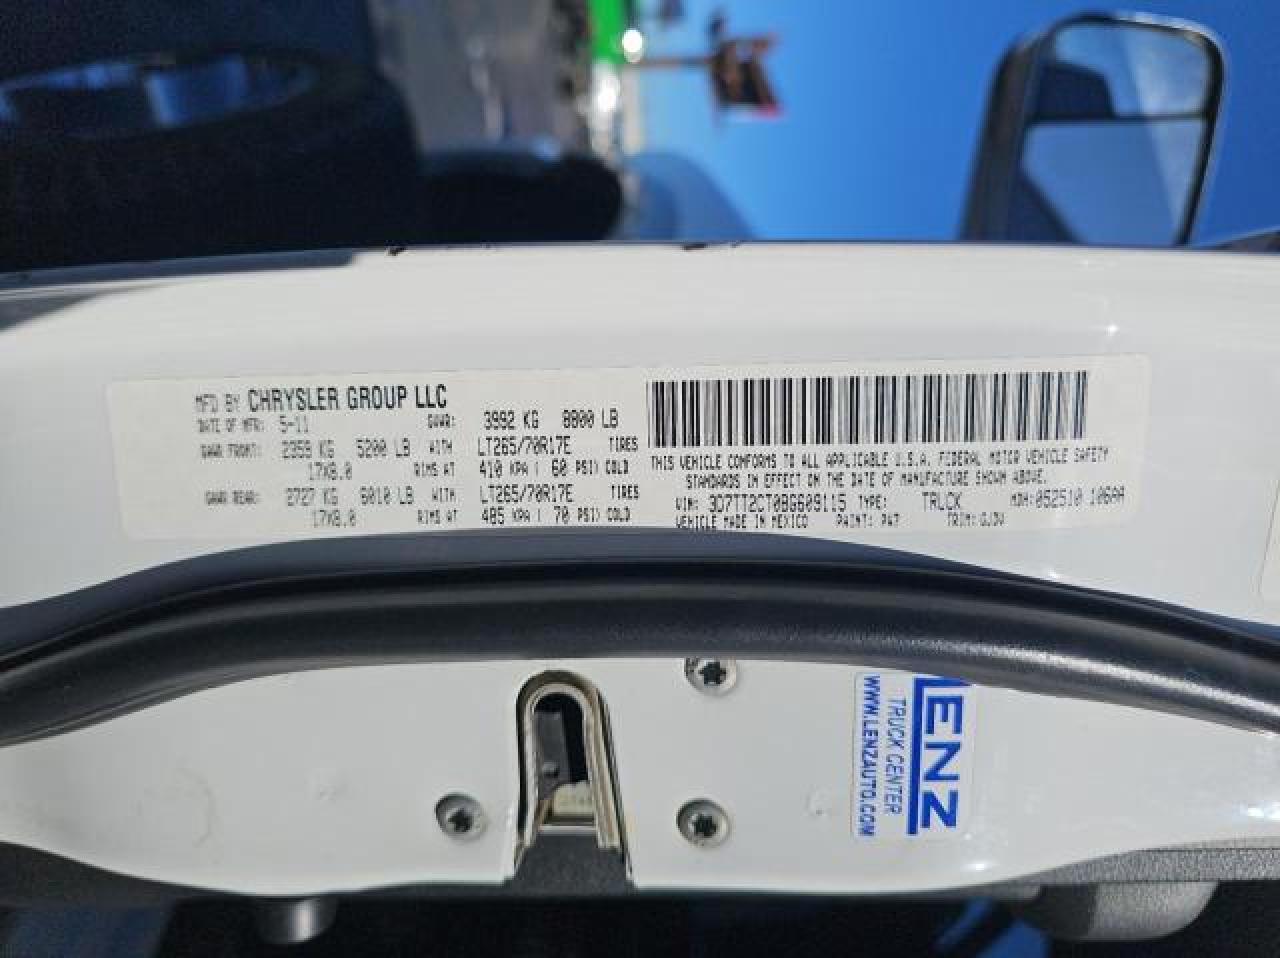 MFD BY CHRYSLER GROUP LLC
DATE OF MFR: 5-11 GVWR: 3992 KG 8800 LB
GAWR FRONT: 2359 KG 5200 LB WITH LT265/70R17E TIRES
17X8.0 RIMS AT 410 KPA ( 60 PSI) COLD
GAWR REAR: 2727 KG 6010 LB WITH LT265/70R17E TIRES
17X8.0 RIMS AT 485 KPA ( 70 PSI) COLD
THIS VEHICLE CONFORMS TO ALL APPLICABLE U.S.A. FEDERAL MOTOR VEHICLE SAFETY
STANDARDS IN EFFECT ON THE DATE OF MANUFACTURE SHOWN ABOVE.
VIN: 3D7TT2CT0BG609115 TYPE: TRUCK MDH: 052510 106AA
VEHICLE MADE IN MEXICO PAINT: PW7 TRIM:
LENZ
TRUCK CENTER
WWW.LENZAUTO.COM